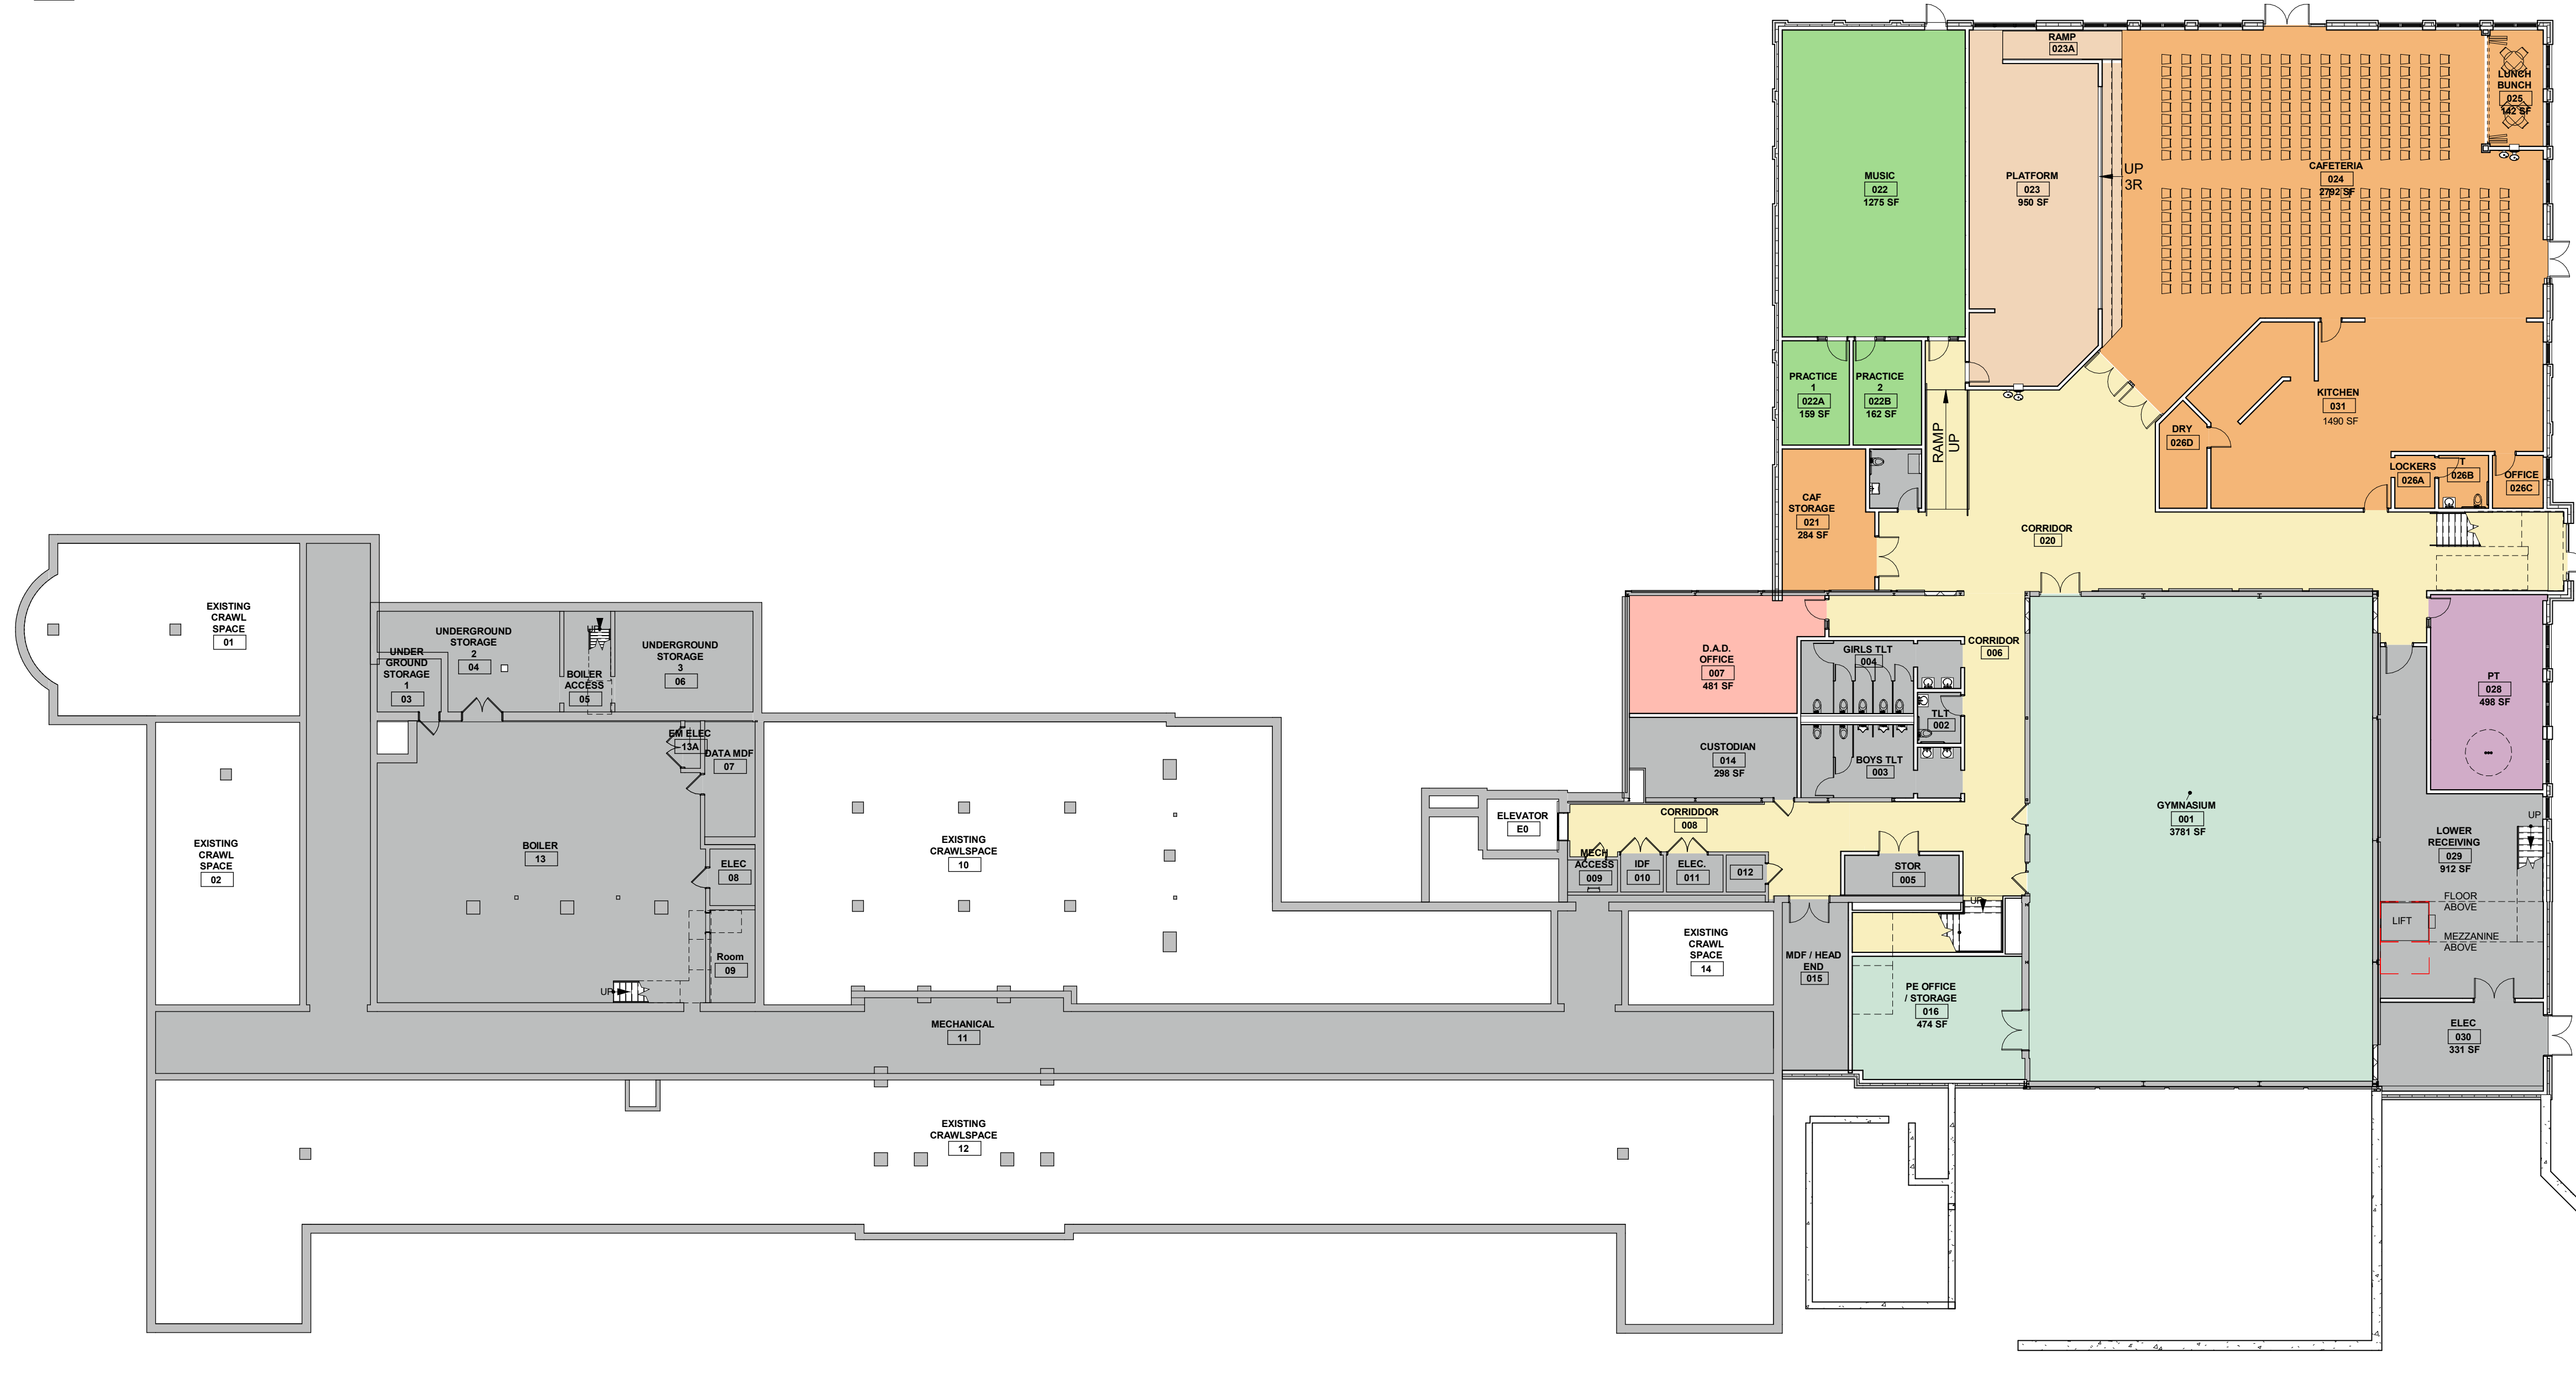 RAMP
023A
LUNCH
BUNCH
025
142 SF
MUSIC
022
1275 SF
PLATFORM
023
950 SF
UP
3R
CAFETERIA
024
2792 SF
PRACTICE
1
022A
159 SF
PRACTICE
2
022B
162 SF
RAMP
UP
KITCHEN
031
1490 SF
DRY
026D
LOCKERS
026A
T
026B
OFFICE
026C
CAF
STORAGE
021
284 SF
CORRIDOR
020
EXISTING
CRAWL
SPACE
01
UNDER
GROUND
STORAGE
1
03
UNDERGROUND
STORAGE
2
04
UP
BOILER
ACCESS
05
UNDERGROUND
STORAGE
3
06
D.A.D.
OFFICE
007
481 SF
GIRLS TLT
004
CORRIDOR
006
TLT
002
PT
028
498 SF
CUSTODIAN
014
298 SF
BOYS TLT
003
EM ELEC
13A
DATA MDF
07
EXISTING
CRAWL
SPACE
02
BOILER
13
ELEC
08
EXISTING
CRAWLSPACE
10
ELEVATOR
E0
CORRIDDOR
008
MECH
ACCESS
009
IDF
010
ELEC.
011
012
STOR
005
GYMNASIUM
001
3781 SF
UP
LOWER
RECEIVING
029
912 SF
FLOOR
ABOVE
LIFT
MEZZANINE
ABOVE
UP
Room
09
UP
EXISTING
CRAWL
SPACE
14
MDF / HEAD
END
015
PE OFFICE
/ STORAGE
016
474 SF
ELEC
030
331 SF
MECHANICAL
11
EXISTING
CRAWLSPACE
12